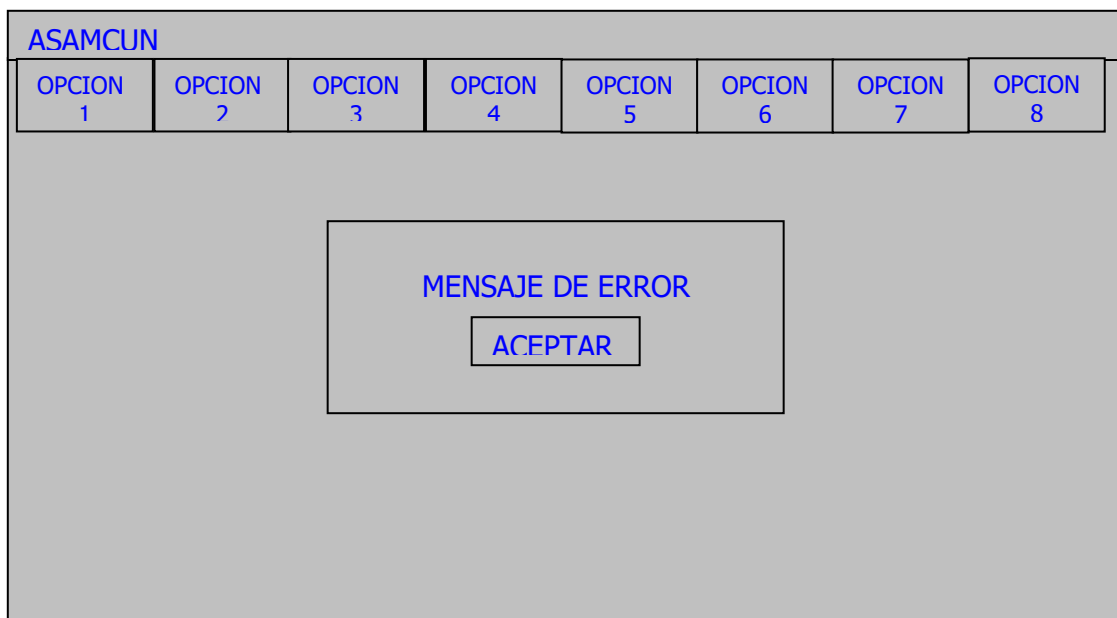 ASAMCUN
OPCION OPCION OPCION OPCION OPCION OPCION OPCION OPCION
1 2 3 4 5 6 7 8
MENSAJE DE ERROR
ACEPTAR